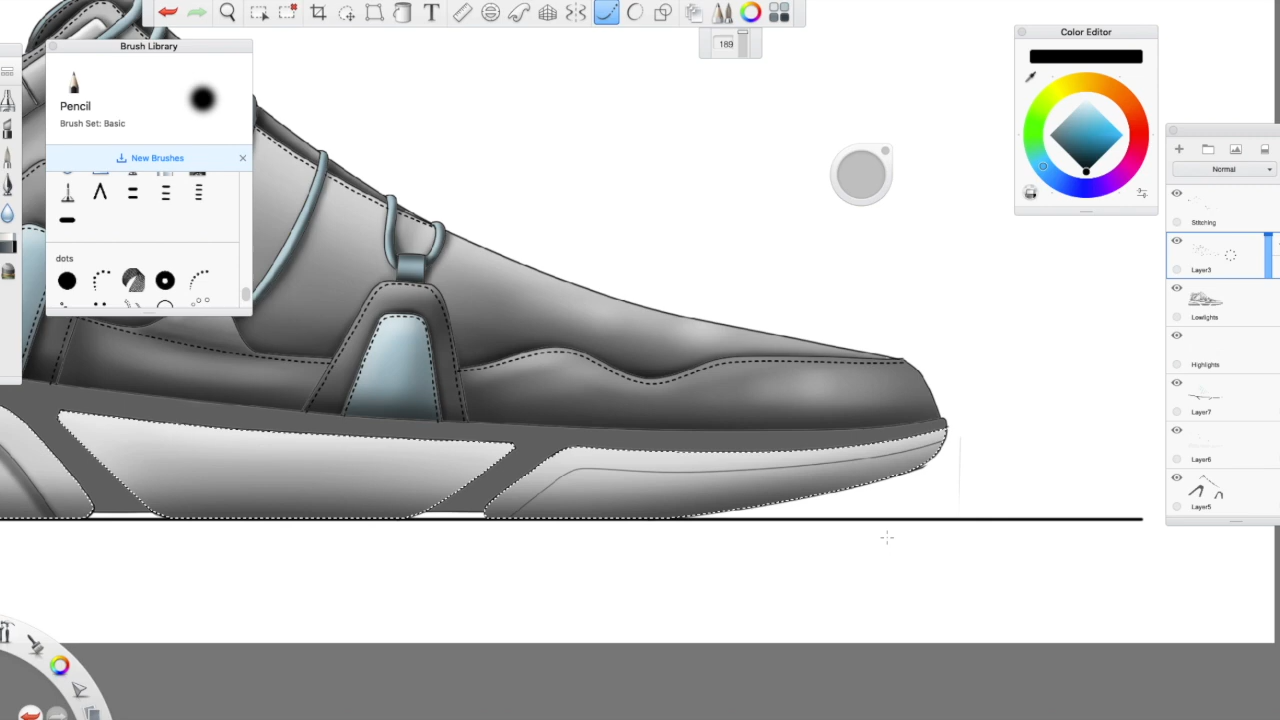 T
189
Brush Library
Pencil
Brush Set: Basic
New Brushes
dots
Color Editor
Normal
Stitching
Layer3
Lowlights
Highlights
Layer7
Layer6
Layer5